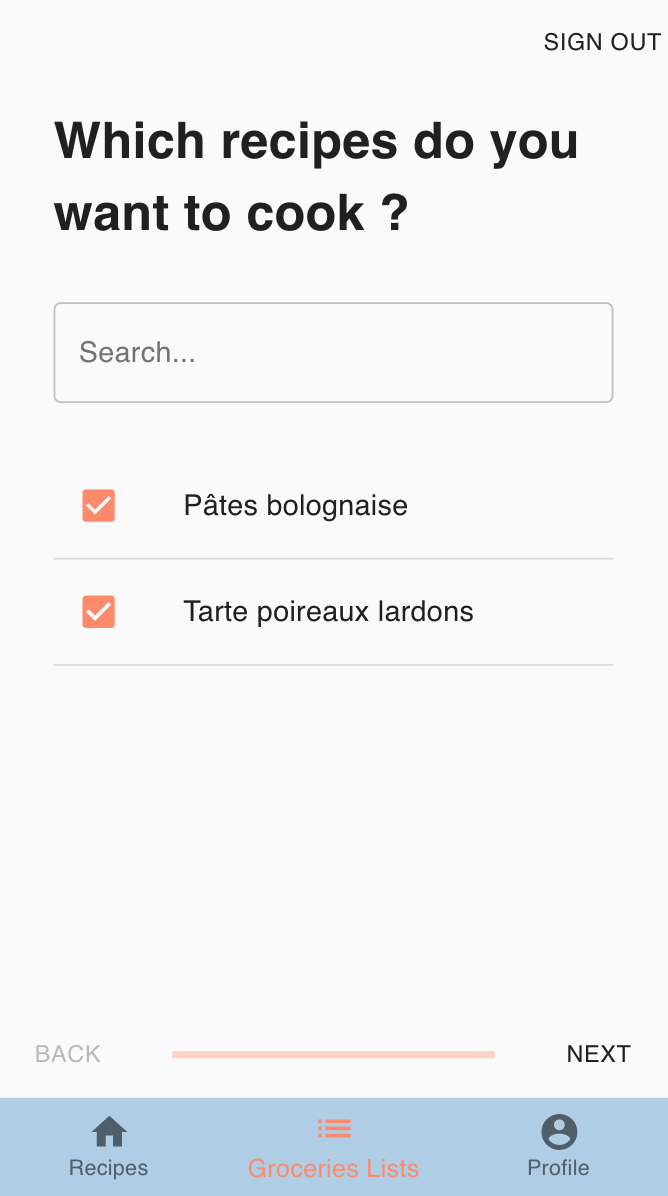 SIGN OUT
Which recipes do you
want to cook ?
Search...
Pâtes bolognaise
Tarte poireaux lardons
BACK
NEXT
Recipes
Groceries Lists
Profile